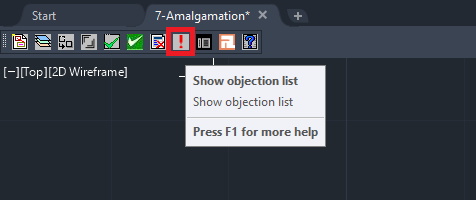 Start
7-Amalgamation*
[−][Top][2D Wireframe]
Show objection list
Show objection list
Press F1 for more help